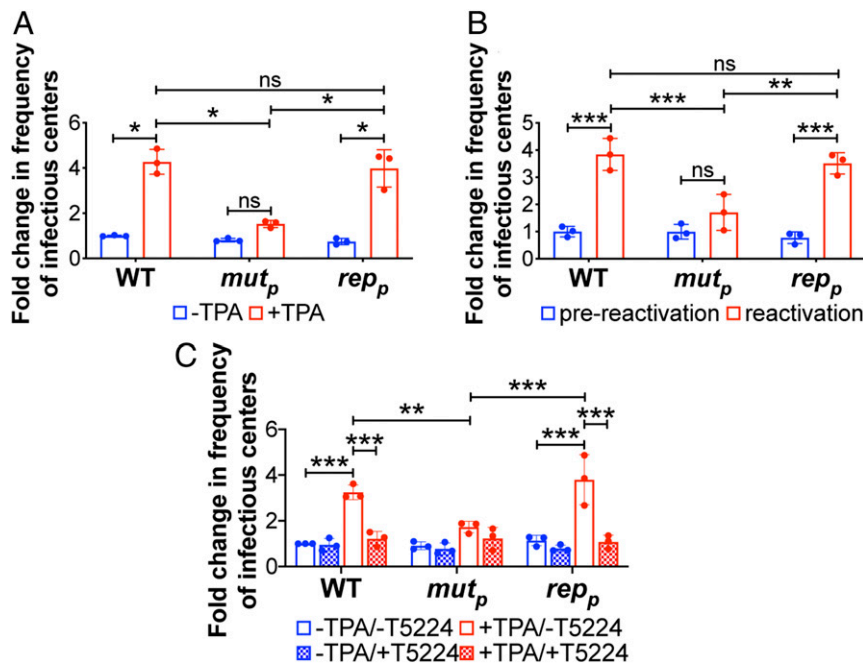 A
Fold change in frequency
of infectious centers
ns
*
*
*
*
ns
6
4
2
0
WT
mutp
repp
-TPA
+TPA
B
Fold change in frequency
of infectious centers
ns
**
***
***
***
ns
6
5
4
3
2
1
0
WT
mutp
repp
pre-reactivation
reactivation
C
Fold change in frequency
of infectious centers
***
**
***
***
***
***
6
4
2
0
WT
mutp
repp
-TPA/-T5224 +TPA/-T5224
-TPA/+T5224 +TPA/+T5224